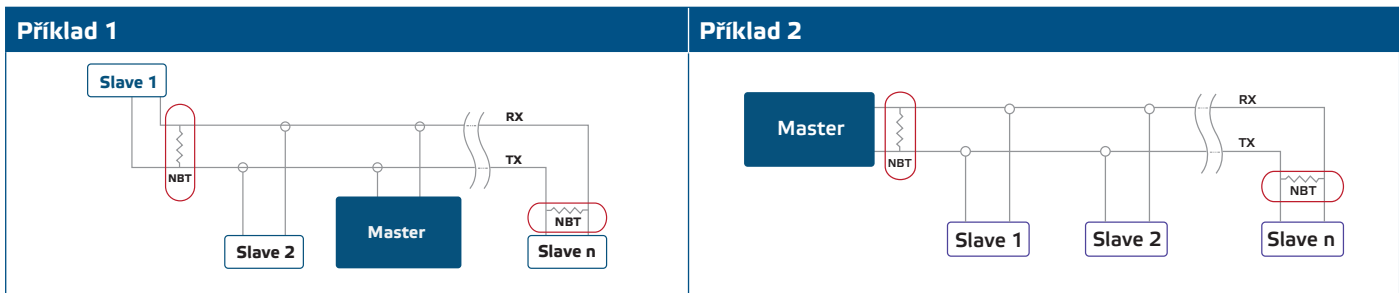 Příklad 1
Slave 1
RX
TX
NBT
NBT
Master
Slave 2
Slave n
Příklad 2
RX
Master
TX
NBT
NBT
Slave 1
Slave 2
Slave n